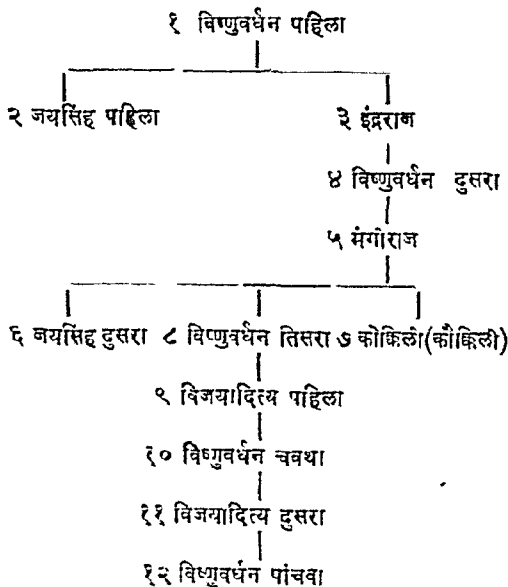 १ विष्णुवर्धन पहिला
२ जयसिंह पहिला ३ इंद्रराज
४ विष्णुवर्धन दुसरा
५ मंगोराज
६ जयसिंह दुसरा ८ विष्णुवर्धन तिसरा ७ कोक्किली(कौक्किली)
९ विजयादित्य पहिला
१० विष्णुवर्धन चवथा
११ विजयादित्य दुसरा
१२ विष्णुवर्धन पांचवा